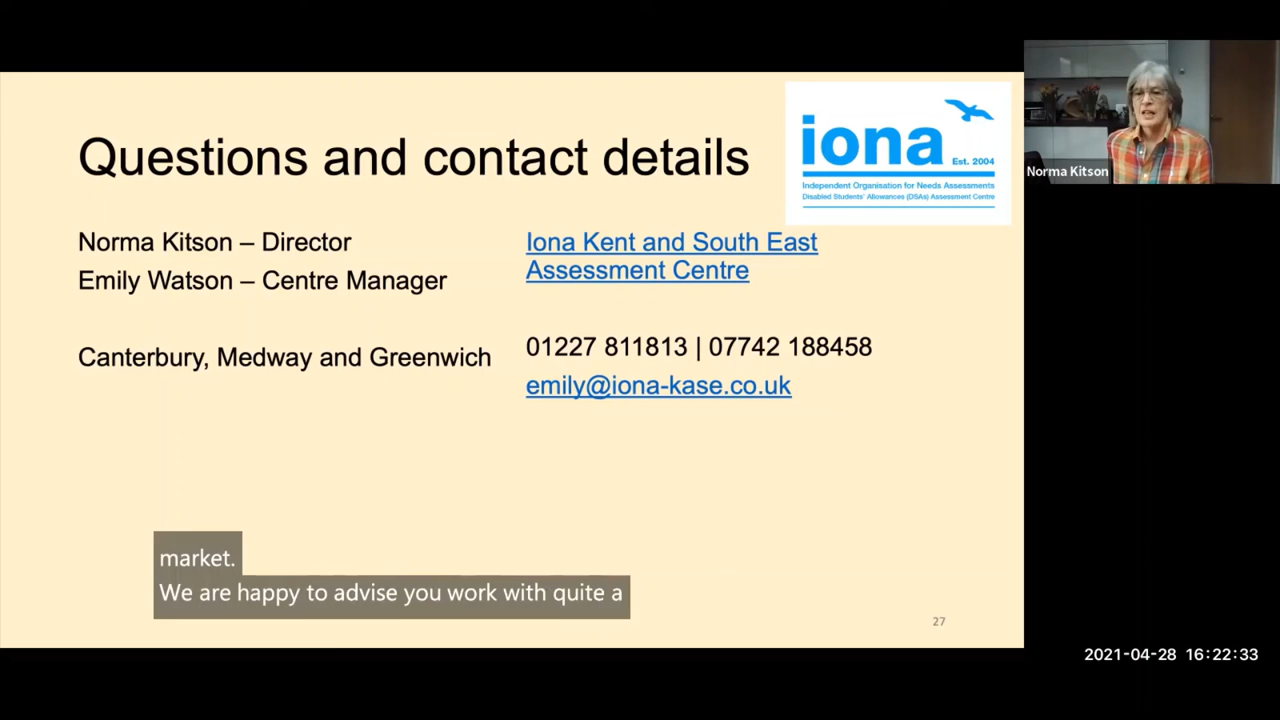 Questions and contact details
iona
Est. 2004
Independent Organisation for Needs Assessments
Disabled Students' Allowances (DSAs) Assessment Centre
Norma Kitson
Norma Kitson – Director
Emily Watson – Centre Manager
Canterbury, Medway and Greenwich
Iona Kent and South East
Assessment Centre
01227 811813 | 07742 188458
emily@iona-kase.co.uk
market.
We are happy to advise you work with quite a
27
2021-04-28 16:22:33